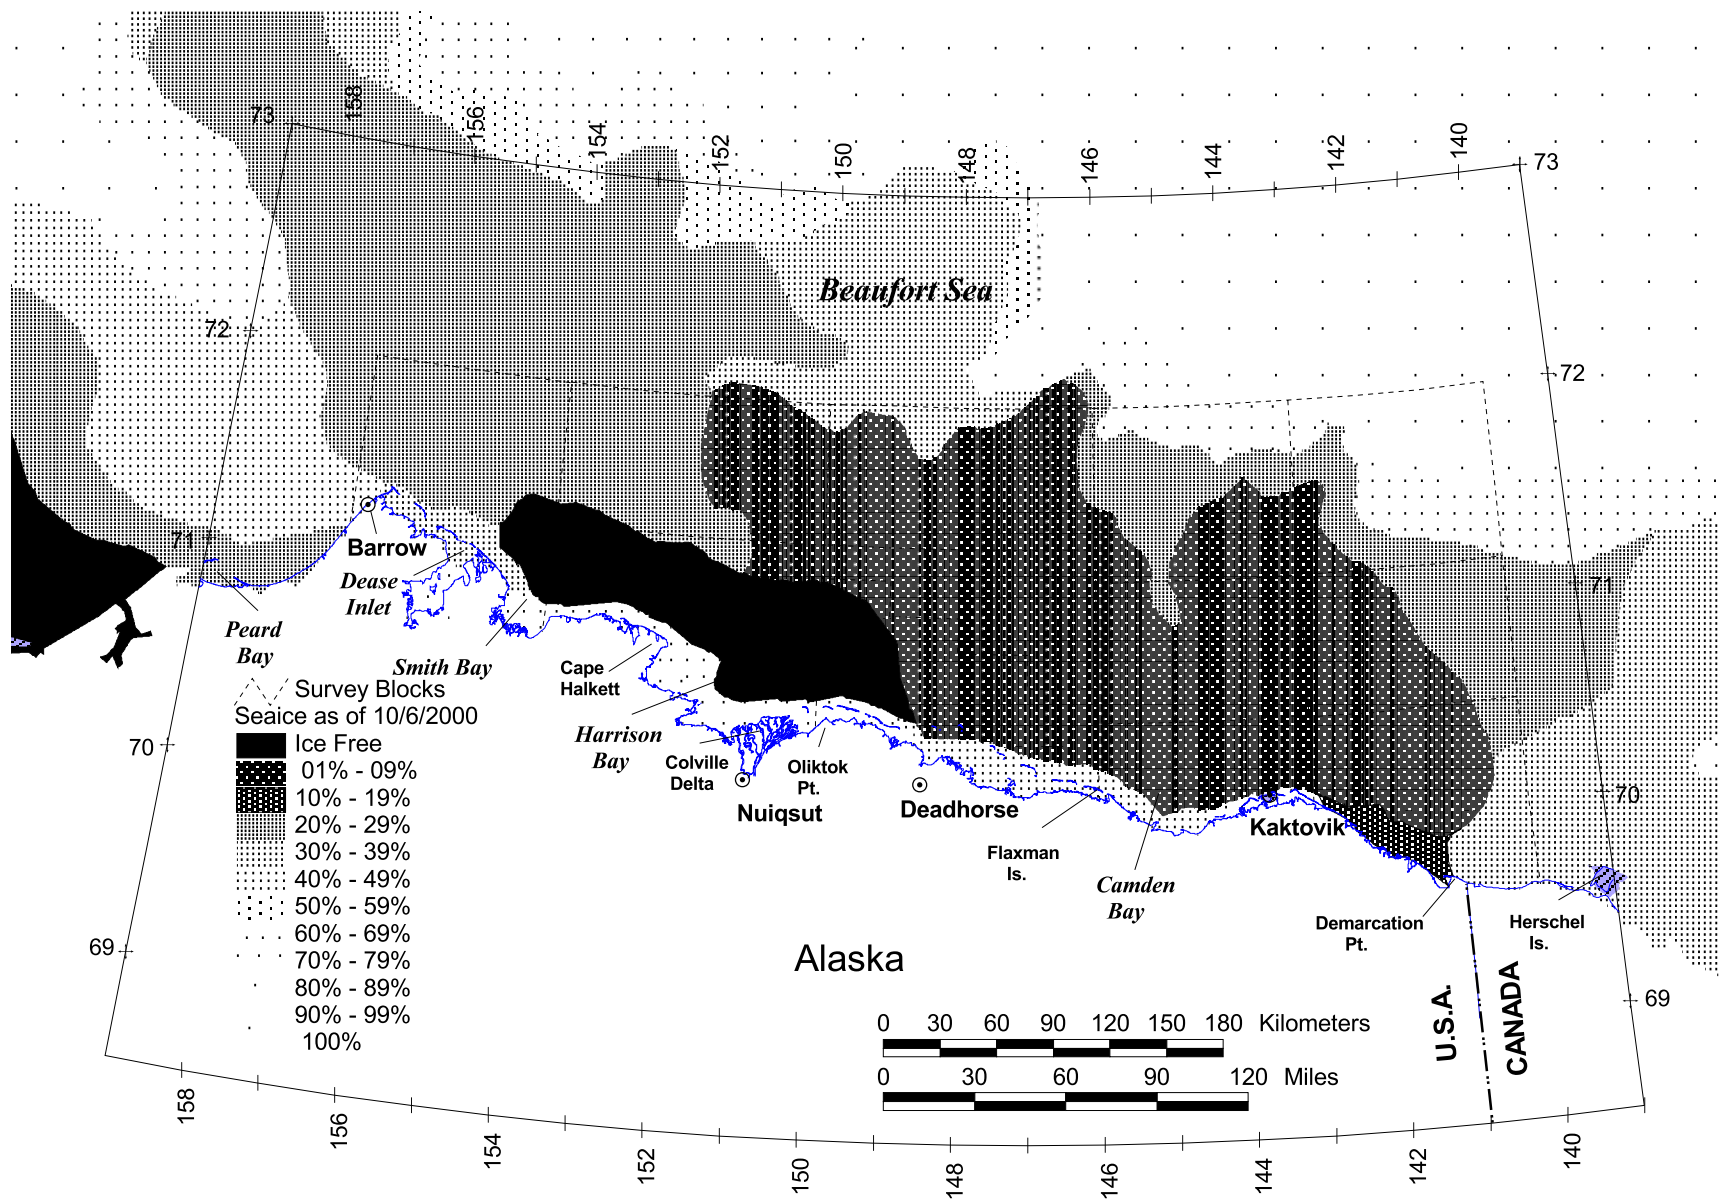 158
73
156
154
152
150
148
146
144
142
140
73
Beaufort Sea
72
72
71
Barrow
Dease
Inlet
71
Peard
Bay
Smith Bay
Cape
Halkett
Survey Blocks
Seaice as of 10/6/2000
Ice Free
01% - 09%
10% - 19%
20% - 29%
30% - 39%
40% - 49%
50% - 59%
60% - 69%
70% - 79%
80% - 89%
90% - 99%
100%
70
Harrison
Bay
Colville
Delta
Oliktok
Pt.
Nuiqsut
Deadhorse
Kaktovik
70
Flaxman
Is.
Camden
Bay
Demarcation
Pt.
Herschel
Is.
69
Alaska
69
U.S.A.
CANADA
0 30 60 90 120 150 180 Kilometers
0 30 60 90 120 Miles
158
156
154
152
150
148
146
144
142
140